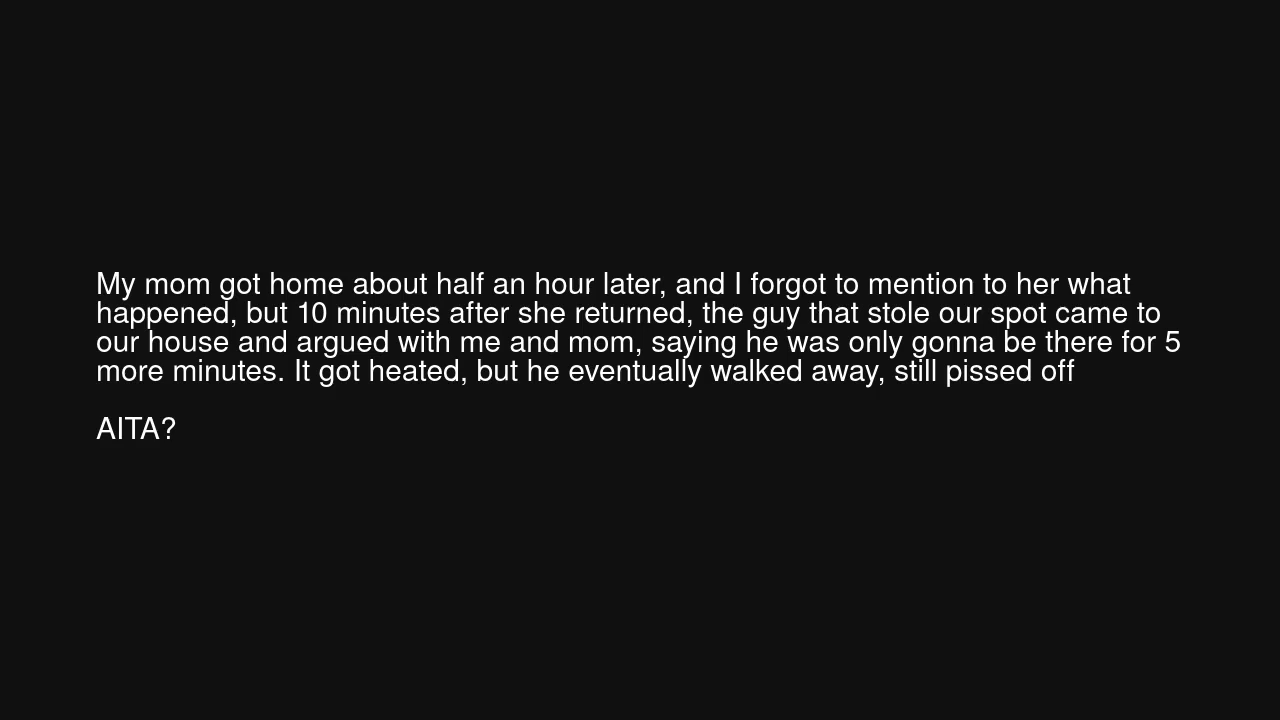 My mom got home about half an hour later, and I forgot to mention to her what
happened, but 10 minutes after she returned, the guy that stole our spot came to
our house and argued with me and mom, saying he was only gonna be there for 5
more minutes. It got heated, but he eventually walked away, still pissed off
AITA?